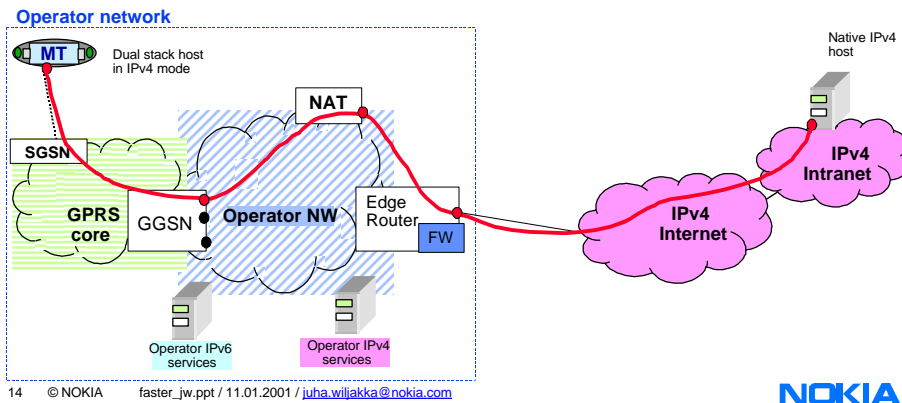 Operator network
MT
Dual stack host
in IPv4 mode
Native IPv4
host
NAT
SGSN
IPv4
Intranet
GPRS
core
GGSN
Operator NW
Edge
Router
FW
IPv4
Internet
Operator IPv6
services
Operator IPv4
services
14 © NOKIA faster_jw.ppt / 11.01.2001 / juha.wiljakka@nokia.com
NOKIA